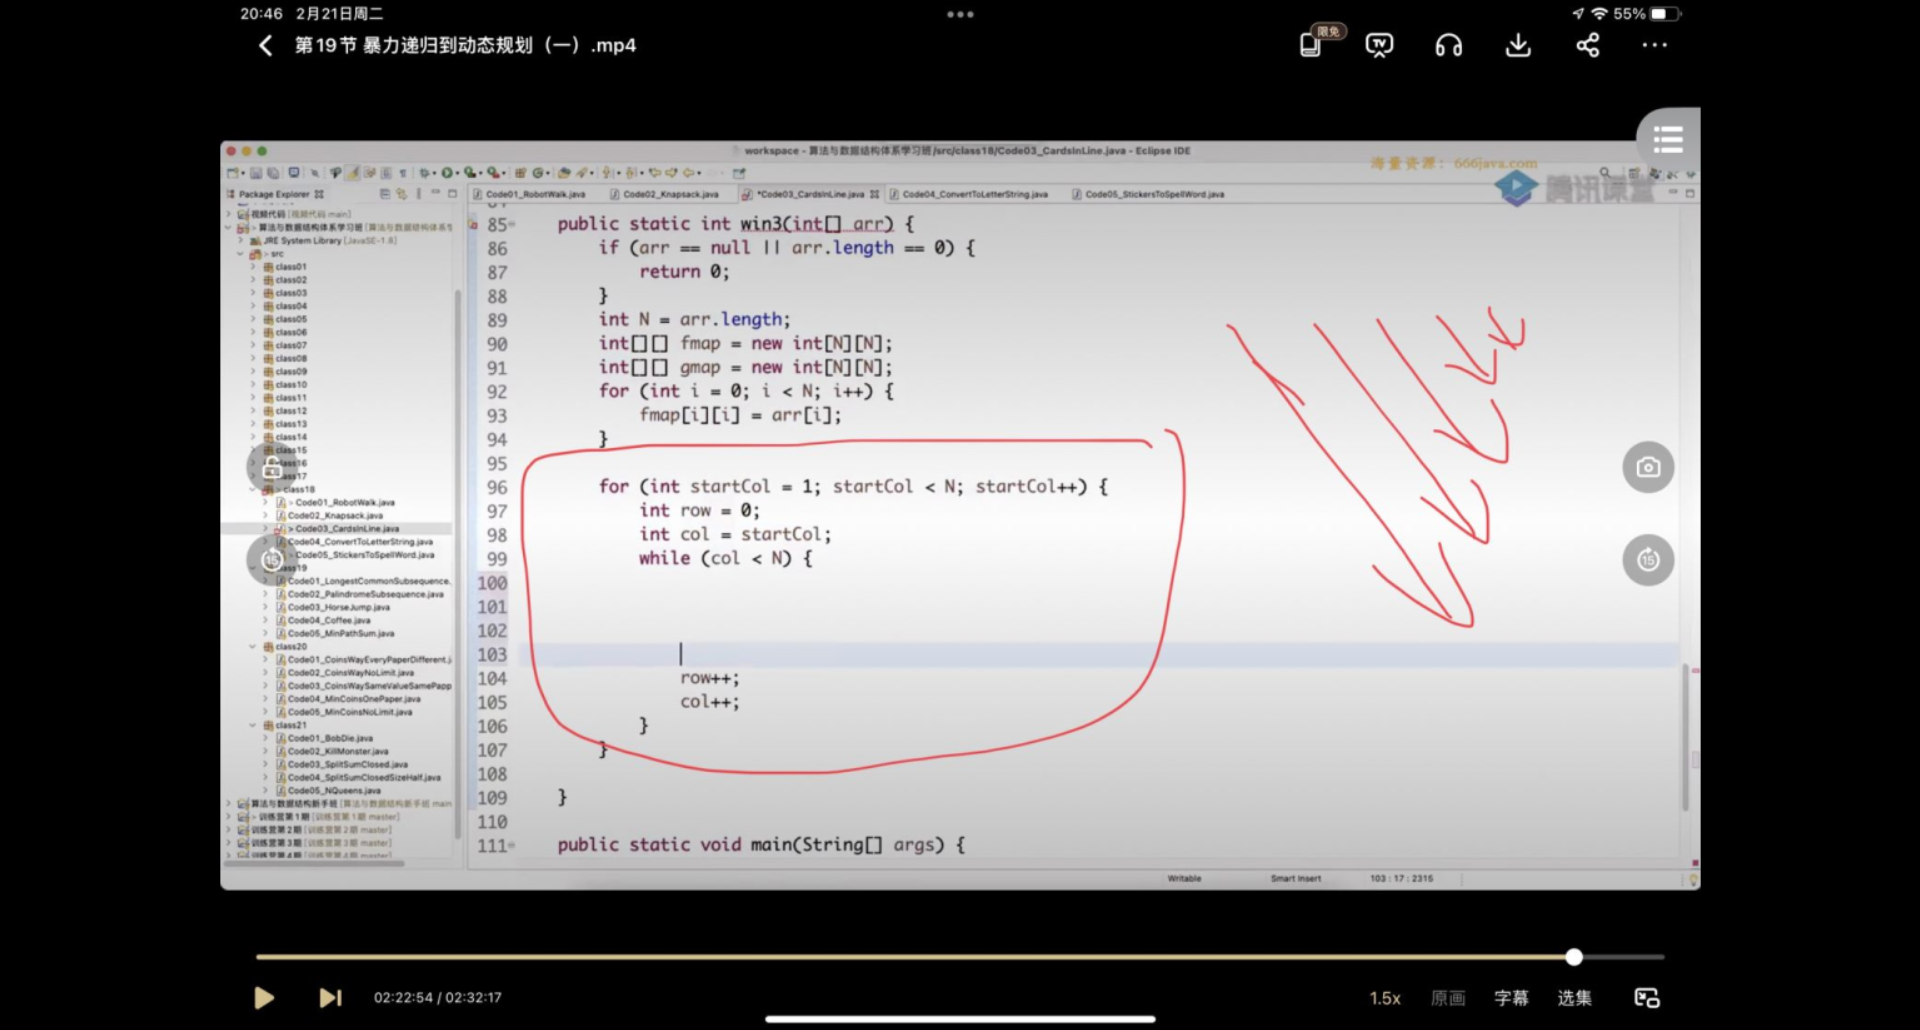 20:46 2月21日周二
55%
第19节 暴力递归到动态规划（一）.mp4
限免
workspace - 算法与数据结构体系学习班/src/class18/Code03_CardsInLine.java - Eclipse IDE
海量资源：666java.com
腾讯课堂
Package Explorer
Code01_RobotWalk.java
Code02_Knapsack.java
*Code03_CardsInLine.java
Code04_ConvertToLetterString.java
Code05_StickersToSpellWord.java
视频代码 [视频代码 main]
算法与数据结构体系学习班 [算法与数据结构体系
JRE System Library [JavaSE-1.8]
src
class01
class02
class03
class04
class05
class06
class07
class08
class09
class10
class11
class12
class13
class14
class15
class16
class17
class18
Code01_RobotWalk.java
Code02_Knapsack.java
Code03_CardsInLine.java
Code04_ConvertToLetterString.java
Code05_StickersToSpellWord.java
class19
Code01_LongestCommonSubsequence.
Code02_PalindromeSubsequence.java
Code03_HorseJump.java
Code04_Coffee.java
Code05_MinPathSum.java
class20
Code01_CoinsWayEveryPaperDifferent.j
Code02_CoinsWayNoLimit.java
Code03_CoinsWaySameValueSamePapp
Code04_MinCoinsOnePaper.java
Code05_MinCoinsNoLimit.java
class21
Code01_BobDie.java
Code02_KillMonster.java
Code03_SplitSumClosed.java
Code04_SplitSumClosedSizeHalf.java
Code05_NQueens.java
算法与数据结构新手班 [算法与数据结构新手班 main
训练营第1期 [训练营第1期 master]
训练营第2期 [训练营第2期 master]
训练营第3期 [训练营第3期 master]
训练营第4期 [训练营第4期 master]
85 public static int win3(int[] arr) {
86 if (arr == null || arr.length == 0) {
87 return 0;
88 }
89 int N = arr.length;
90 int[][] fmap = new int[N][N];
91 int[][] gmap = new int[N][N];
92 for (int i = 0; i < N; i++) {
93 fmap[i][i] = arr[i];
94 }
95
96 for (int startCol = 1; startCol < N; startCol++) {
97 int row = 0;
98 int col = startCol;
99 while (col < N) {
100
101
102
103
104 row++;
105 col++;
106 }
107 }
108
109 }
110
111 public static void main(String[] args) {
Writable
Smart Insert
103 : 17 : 2315
15
15
02:22:54 / 02:32:17
1.5x
原画
字幕
选集